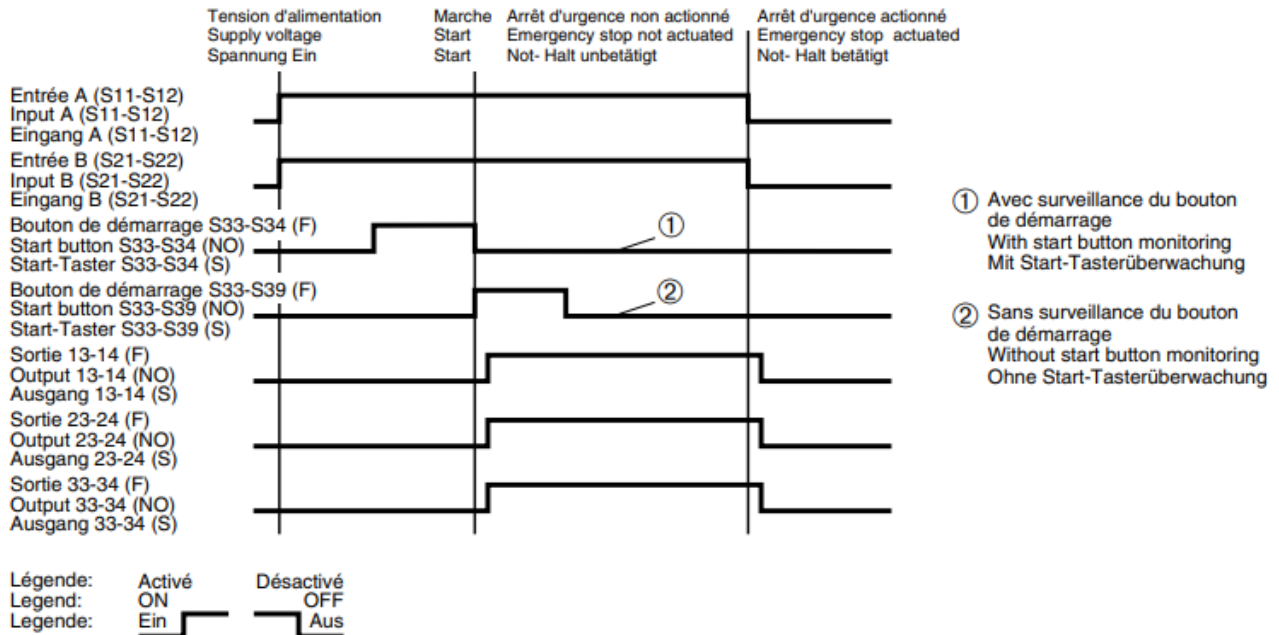 Tension d'alimentation
Supply voltage
Spannung Ein
Marche
Start
Start
Arrêt d'urgence non actionné
Emergency stop not actuated
Not- Halt unbetätigt
Arrêt d'urgence actionné
Emergency stop actuated
Not- Halt betätigt
Entrée A (S11-S12)
Input A (S11-S12)
Eingang A (S11-S12)
Entrée B (S21-S22)
Input B (S21-S22)
Eingang B (S21-S22)
Bouton de démarrage S33-S34 (F)
Start button S33-S34 (NO)
Start-Taster S33-S34 (S)
①
Bouton de démarrage S33-S39 (F)
Start button S33-S39 (NO)
Start-Taster S33-S39 (S)
②
Sortie 13-14 (F)
Output 13-14 (NO)
Ausgang 13-14 (S)
Sortie 23-24 (F)
Output 23-24 (NO)
Ausgang 23-24 (S)
Sortie 33-34 (F)
Output 33-34 (NO)
Ausgang 33-34 (S)
① Avec surveillance du bouton
de démarrage
With start button monitoring
Mit Start-Tasterüberwachung
② Sans surveillance du bouton
de démarrage
Without start button monitoring
Ohne Start-Tasterüberwachung
Légende: Activé Désactivé
Legend: ON OFF
Legende: Ein Aus